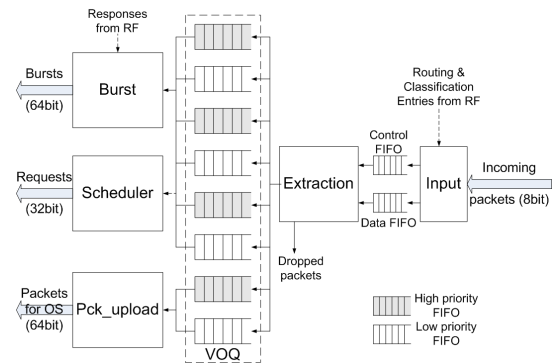 Responses
from RF
Bursts
(64bit)
Burst
Requests
(32bit)
Scheduler
Packets
for OS
(64bit)
Pck_upload
VOQ
Extraction
Dropped
packets
Control
FIFO
Data FIFO
Routing &
Classification
Entries from RF
Input
Incoming
packets (8bit)
High priority
FIFO
Low priority
FIFO